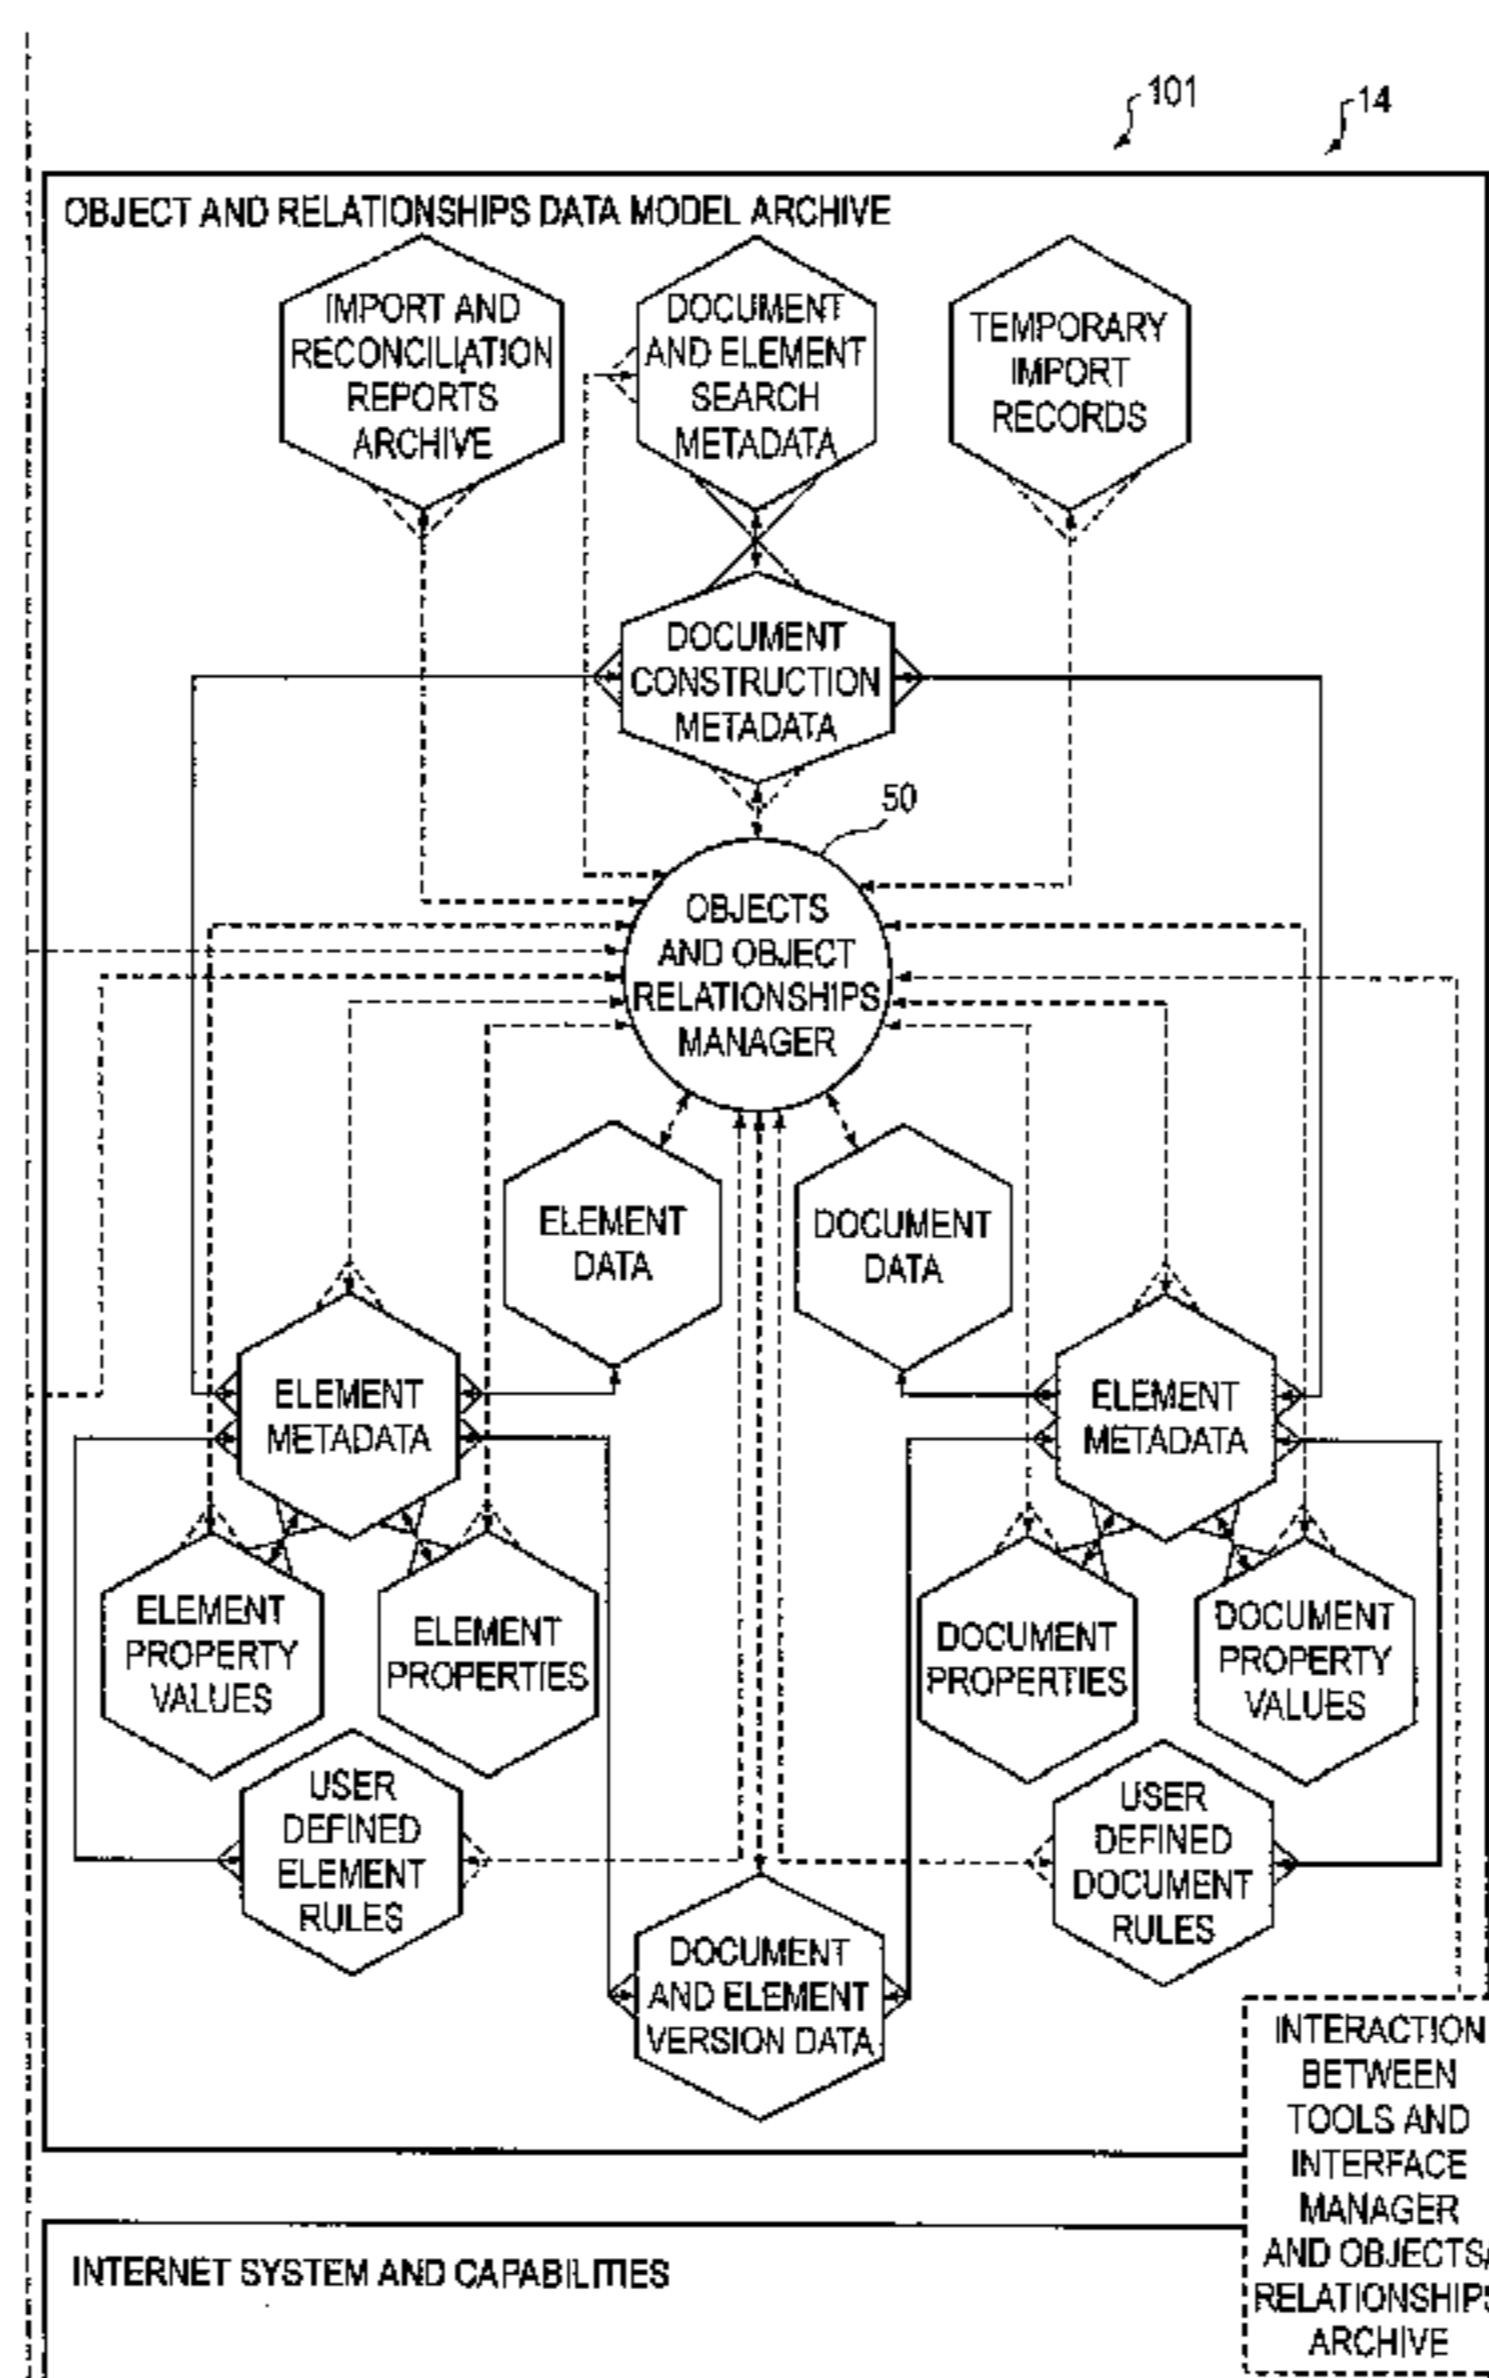 101
14
OBJECT AND RELATIONSHIPS DATA MODEL ARCHIVE
IMPORT AND
RECONCILIATION
REPORTS
ARCHIVE
DOCUMENT
AND ELEMENT
SEARCH
METADATA
TEMPORARY
IMPORT
RECORDS
DOCUMENT
CONSTRUCTION
METADATA
50
OBJECTS
AND OBJECT
RELATIONSHIPS
MANAGER
ELEMENT
DATA
DOCUMENT
DATA
ELEMENT
METADATA
ELEMENT
METADATA
ELEMENT
PROPERTY
VALUES
ELEMENT
PROPERTIES
DOCUMENT
PROPERTIES
DOCUMENT
PROPERTY
VALUES
USER
DEFINED
ELEMENT
RULES
USER
DEFINED
DOCUMENT
RULES
DOCUMENT
AND ELEMENT
VERSION DATA
INTERACTION
BETWEEN
TOOLS AND
INTERFACE
MANAGER
AND OBJECTS/
RELATIONSHIPS
ARCHIVE
INTERNET SYSTEM AND CAPABILITIES